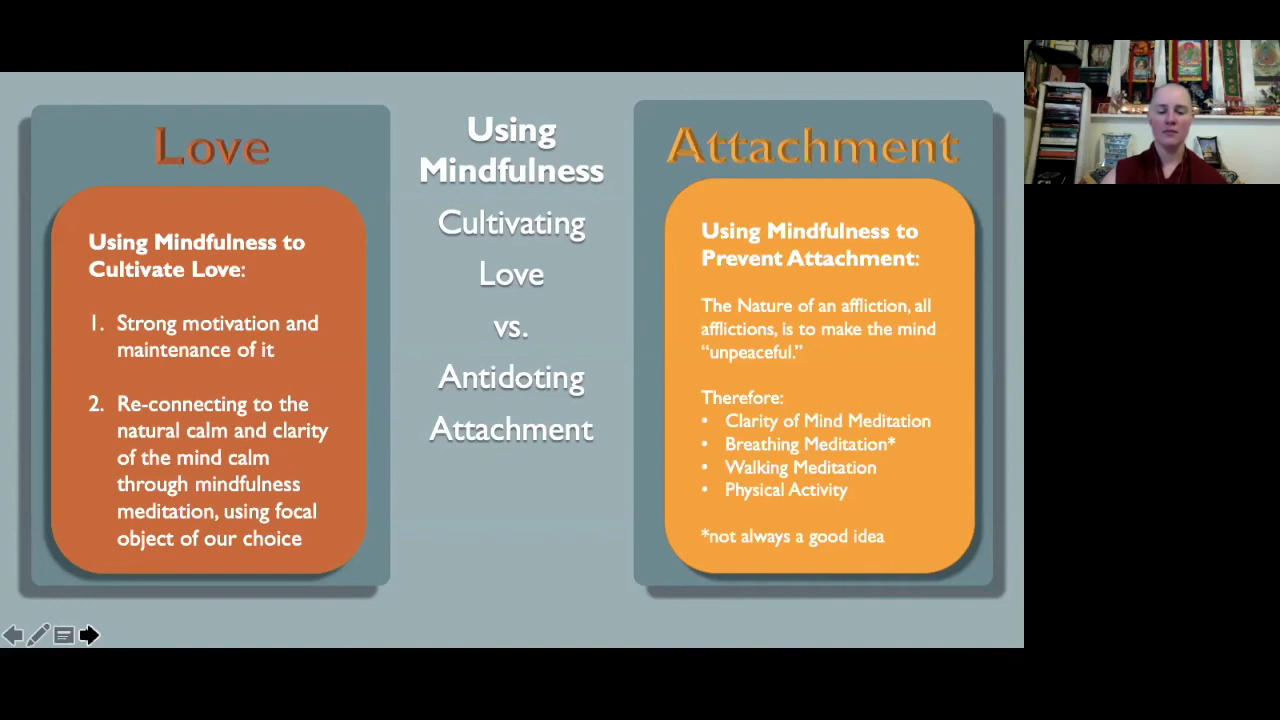 Love
Using Mindfulness to
Cultivate Love:
1. Strong motivation and
maintenance of it
2. Re-connecting to the
natural calm and clarity
of the mind calm
through mindfulness
meditation, using focal
object of our choice
Using
Mindfulness
Cultivating
Love
vs.
Antidoting
Attachment
Attachment
Using Mindfulness to
Prevent Attachment:
The Nature of an affliction, all
afflictions, is to make the mind
“unpeaceful.”
Therefore:
• Clarity of Mind Meditation
• Breathing Meditation*
• Walking Meditation
• Physical Activity
*not always a good idea